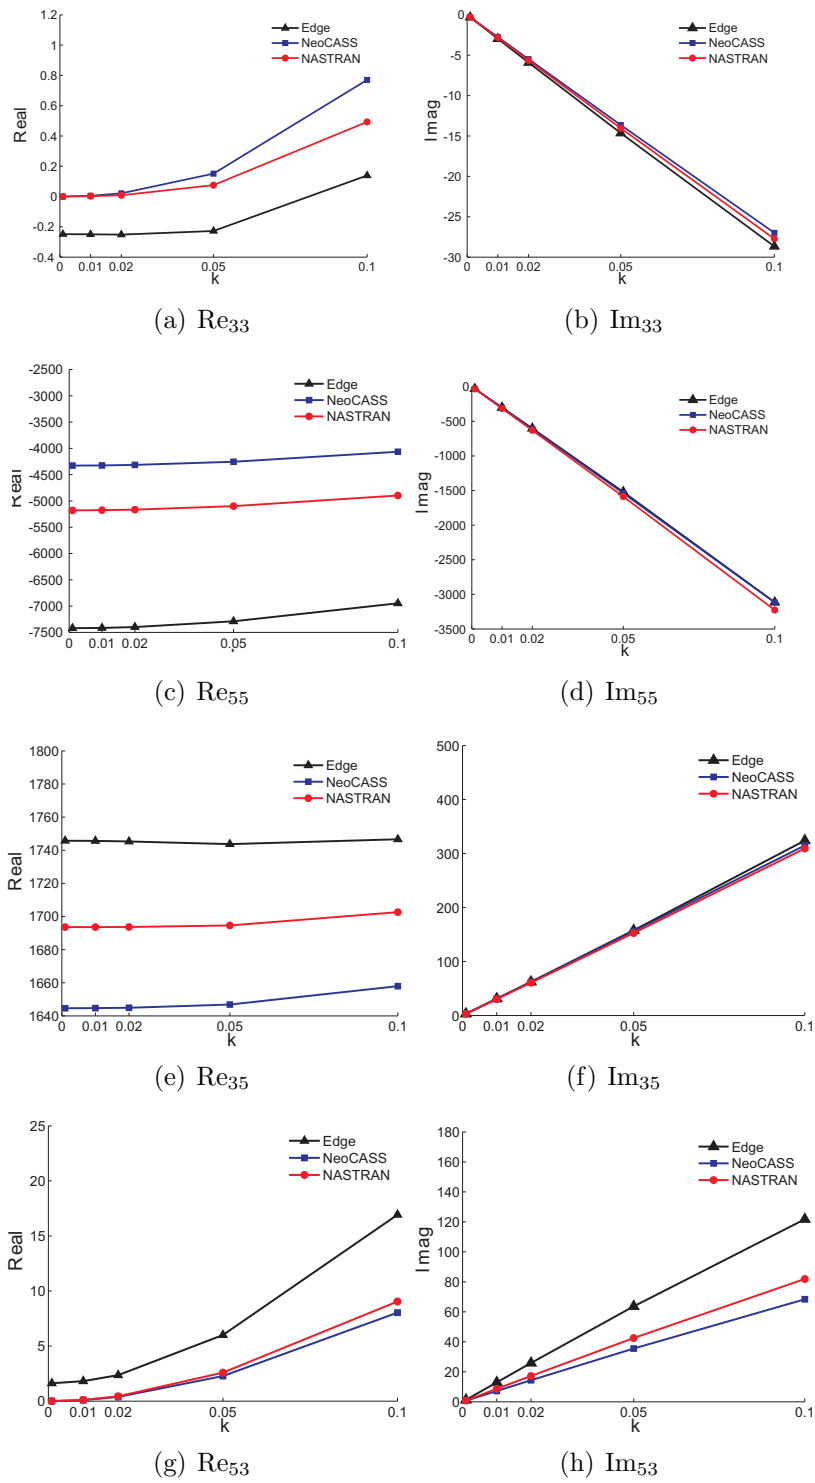 1.2
1
0.8
0.6
0.4
0.2
0
-0.2
-0.4
Real
Edge
NeoCASS
NASTRAN
0 0.01 0.02 0.05 0.1
k
(a) Re33
0
-5
-10
-15
-20
-25
-30
Imag
Edge
NeoCASS
NASTRAN
0 0.01 0.02 0.05 0.1
k
(b) Im33
-2500
-3000
-3500
-4000
-4500
-5000
-5500
-6000
-6500
-7000
-7500
Real
Edge
NeoCASS
NASTRAN
0 0.01 0.02 0.05 0.1
(c) Re55
0
-500
-1000
-1500
-2000
-2500
-3000
-3500
Imag
Edge
NeoCASS
NASTRAN
0 0.01 0.02 0.05 0.1
k
(d) Im55
1800
1780
1760
1740
1720
1700
1680
1660
1640
Real
Edge
NeoCASS
NASTRAN
0 0.01 0.02 0.05 0.1
k
(e) Re35
500
400
300
200
100
0
Imag
Edge
NeoCASS
NASTRAN
0 0.01 0.02 0.05 0.1
k
(f) Im35
25
20
15
10
5
0
Real
Edge
NeoCASS
NASTRAN
0 0.01 0.02 0.05 0.1
k
(g) Re53
180
160
140
120
100
80
60
40
20
0
Imag
Edge
NeoCASS
NASTRAN
0 0.01 0.02 0.05 0.1
k
(h) Im53